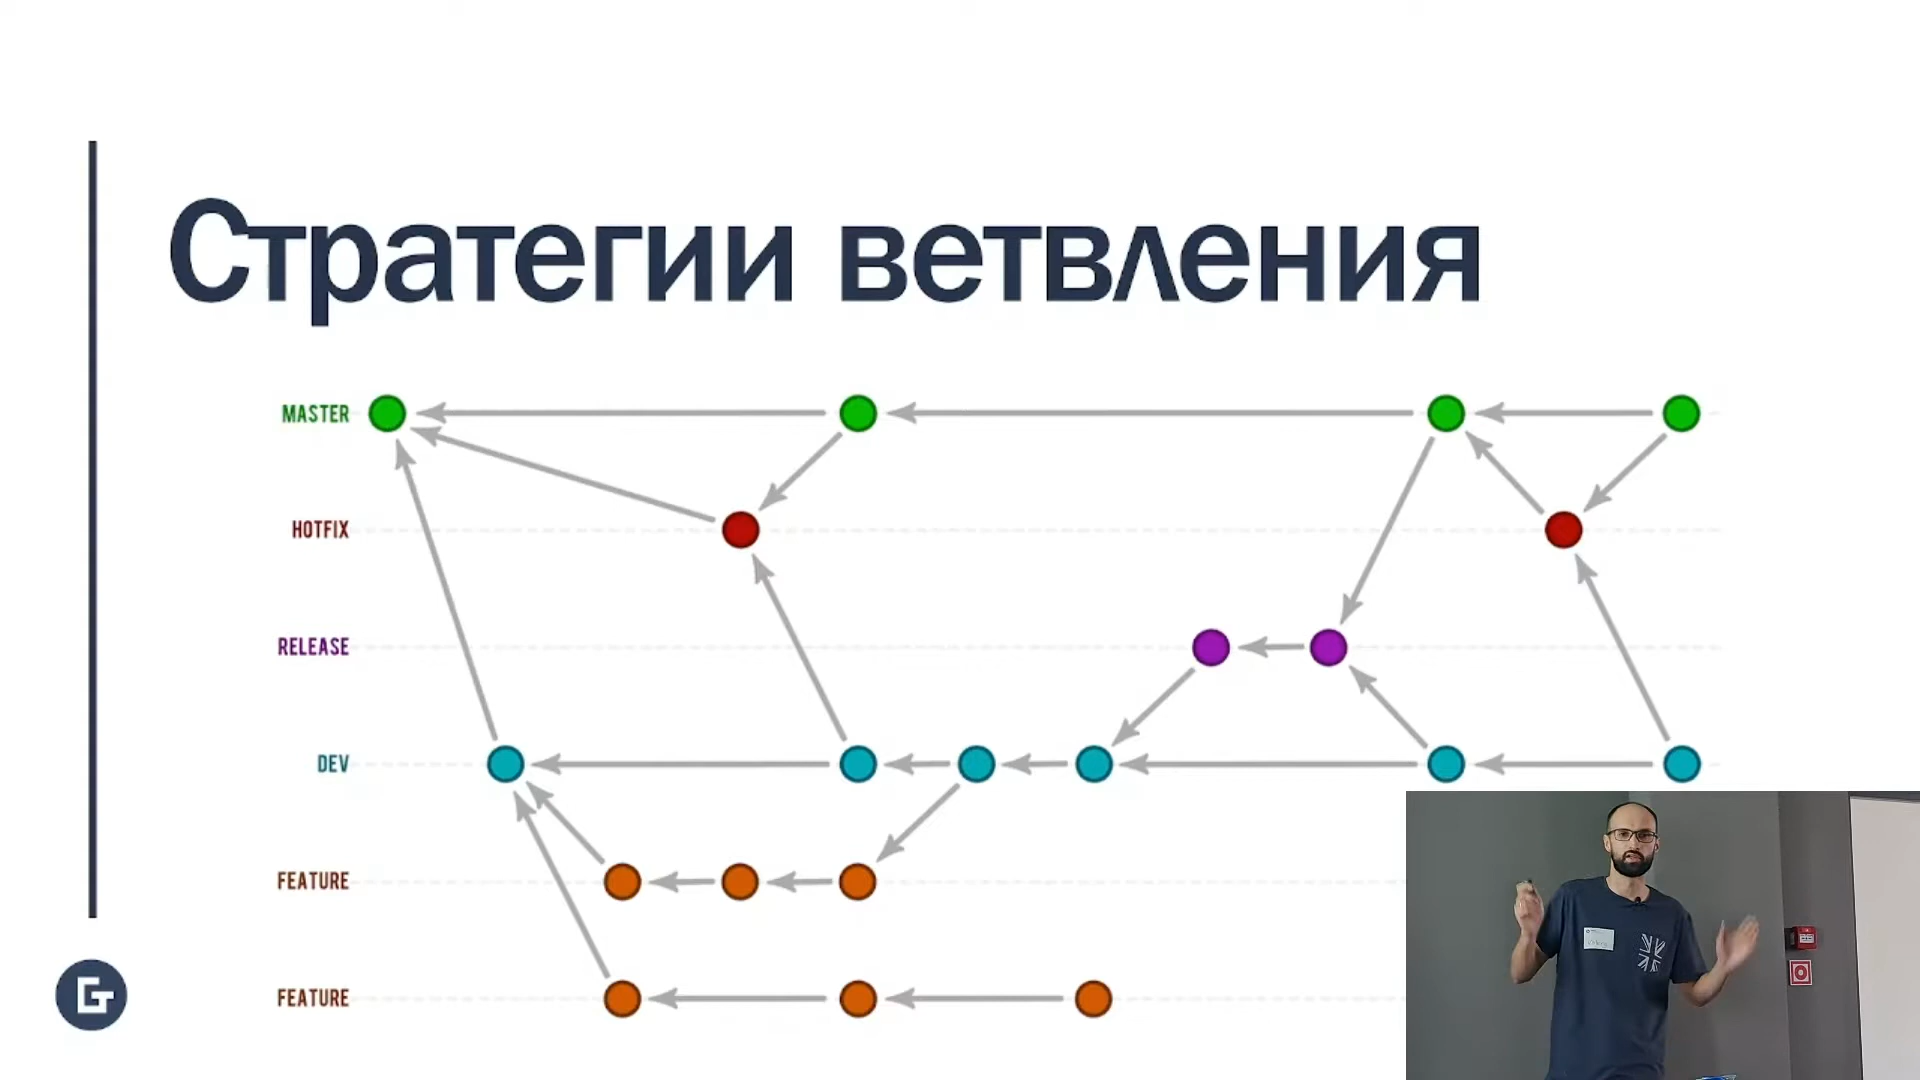 Стратегии ветвления
MASTER
HOTFIX
RELEASE
DEV
FEATURE
FEATURE